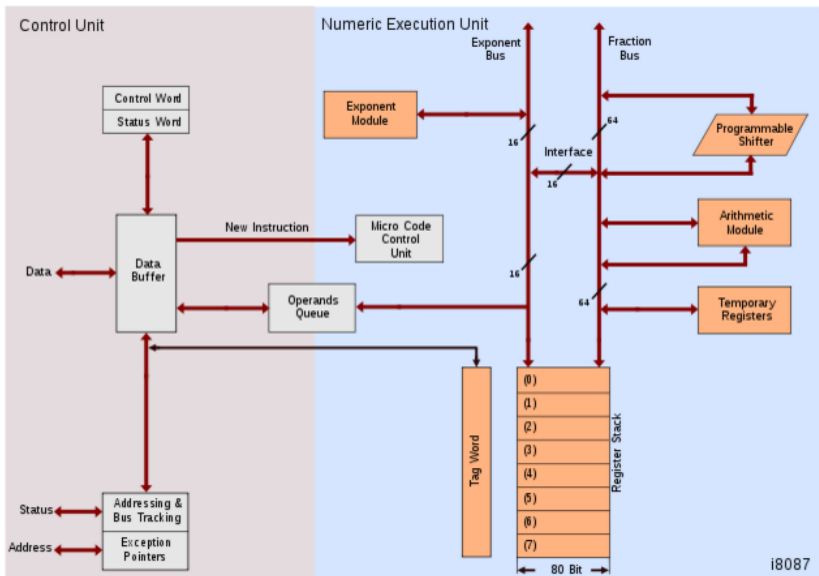 Control Unit
Numeric Execution Unit
Exponent
Bus
Fraction
Bus
Control Word
Status Word
Exponent
Module
Programmable
Shifter
16
64
Interface
16
New Instruction
Micro Code
Control
Unit
Arithmetic
Module
Data
Data
Buffer
16
64
Operands
Queue
Temporary
Registers
Tag Word
(0)
(1)
(2)
(3)
(4)
(5)
(6)
(7)
Register Stack
Status
Addressing &
Bus Tracking
Address
Exception
Pointers
80 Bit
i8087